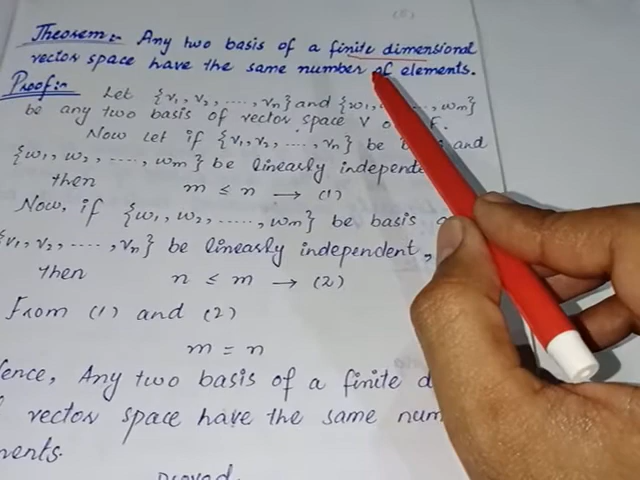 Theorem:- Any two basis of a finite dimensional
vector space have the same number of elements.
Proof:- Let {v1, v2, ...., vn} and {w1, ..., wm}
be any two basis of vector space V F.
Now let if {v1, v2, ...., vn} be and
{w1, w2, ...., wm} be linearly
then m ≤ n → (1)
Now, if {w1, w2, ....., wm} be basis
{v1, v2, ...., vn} be linearly independent,
then n ≤ m → (2)
From (1) and (2)
m = n
Any two basis of a finite
vector space have the same
proved.